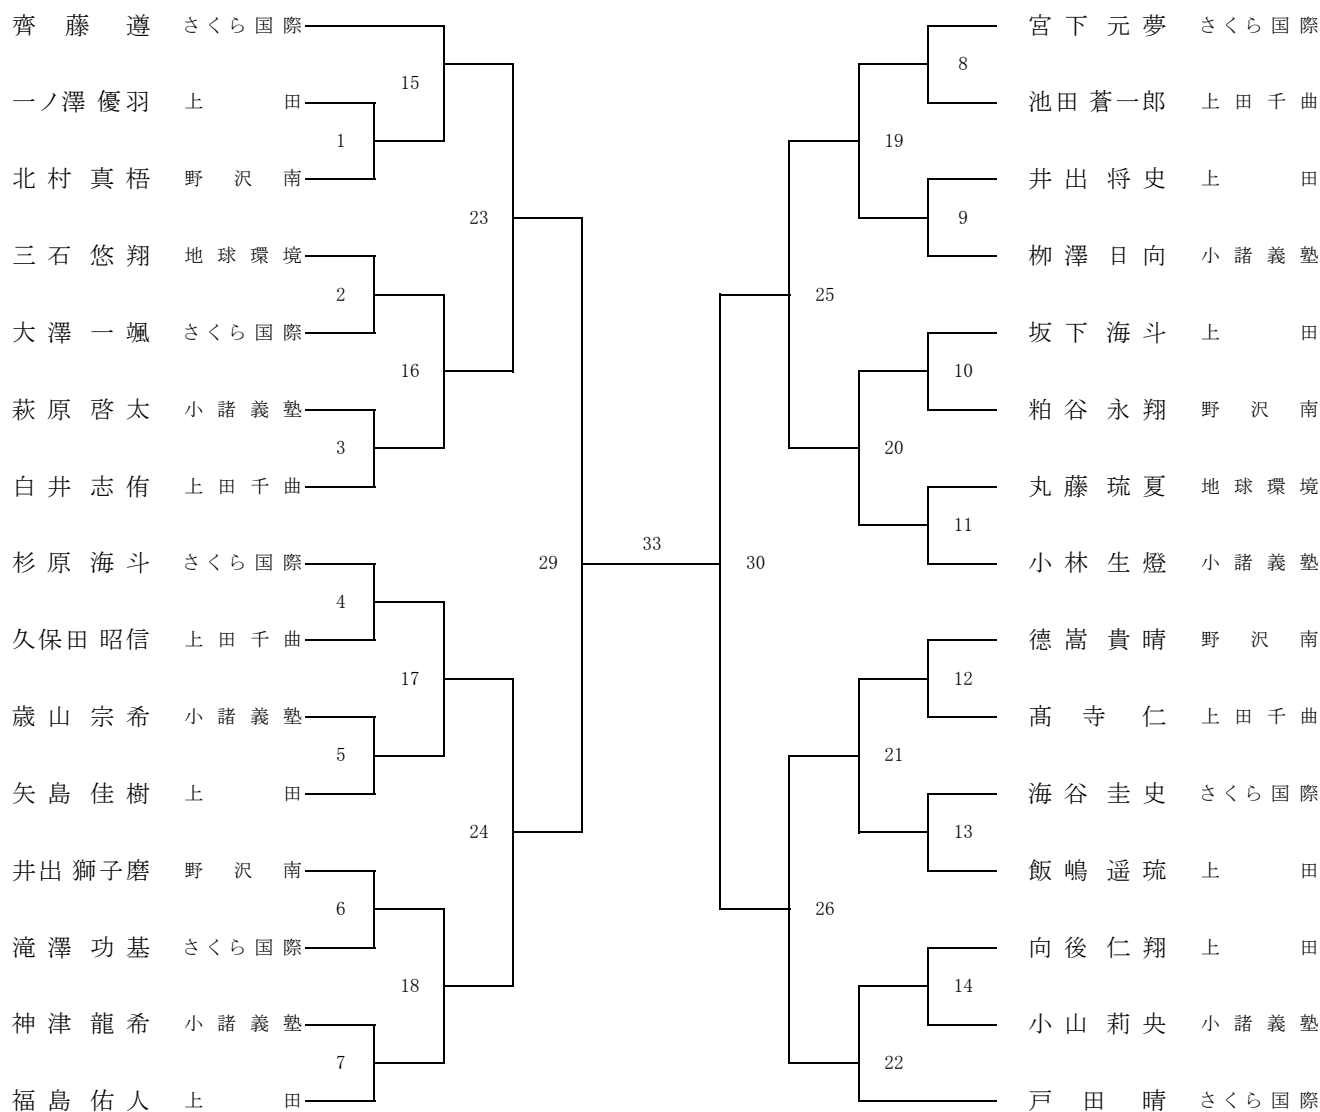 齊藤遵 さくら国際
15
一ノ澤優羽 上田
1
北村真梧 野沢南
23
三石悠翔 地球環境
2
大澤一颯 さくら国際
16
萩原啓太 小諸義塾
3
白井志侑 上田千曲
29
杉原海斗 さくら国際
4
久保田昭信 上田千曲
17
歳山宗希 小諸義塾
5
矢島佳樹 上田
24
井出獅子磨 野沢南
6
滝澤功基 さくら国際
18
神津龍希 小諸義塾
7
福島佑人 上田
33
宮下元夢 さくら国際
8
池田蒼一郎 上田千曲
19
井出将史 上田
9
栁澤日向 小諸義塾
25
坂下海斗 上田
10
粕谷永翔 野沢南
20
丸藤琉夏 地球環境
11
小林生燈 小諸義塾
30
德嵩貴晴 野沢南
12
髙寺仁 上田千曲
21
海谷圭史 さくら国際
13
飯嶋遥琉 上田
26
向後仁翔 上田
14
小山莉央 小諸義塾
22
戸田晴 さくら国際